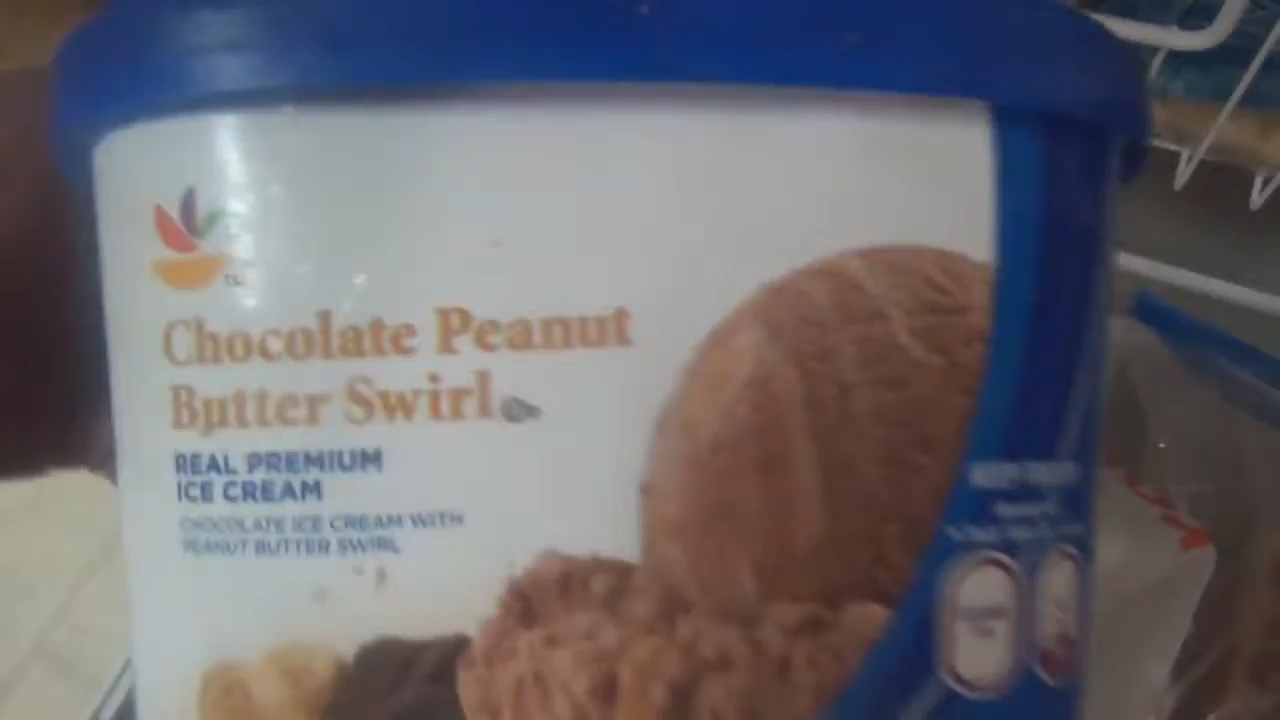 Chocolate Peanut
Butter Swirl
REAL PREMIUM
ICE CREAM
CHOCOLATE ICE CREAM WITH
PEANUT BUTTER SWIRL